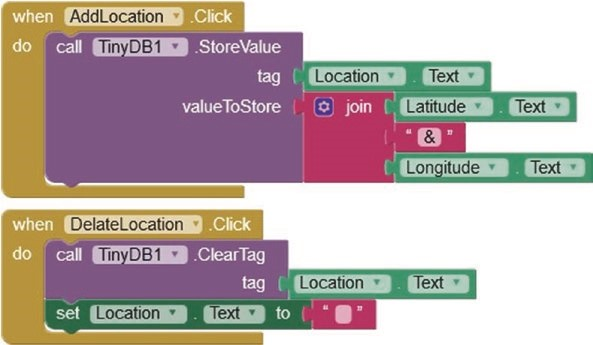 when AddLocation .Click
do call TinyDB1 .StoreValue
tag Location . Text
valueToStore join Latitude . Text
“ & ”
Longitude . Text
when DelateLocation .Click
do call TinyDB1 .ClearTag
tag Location . Text
set Location . Text to “ ”